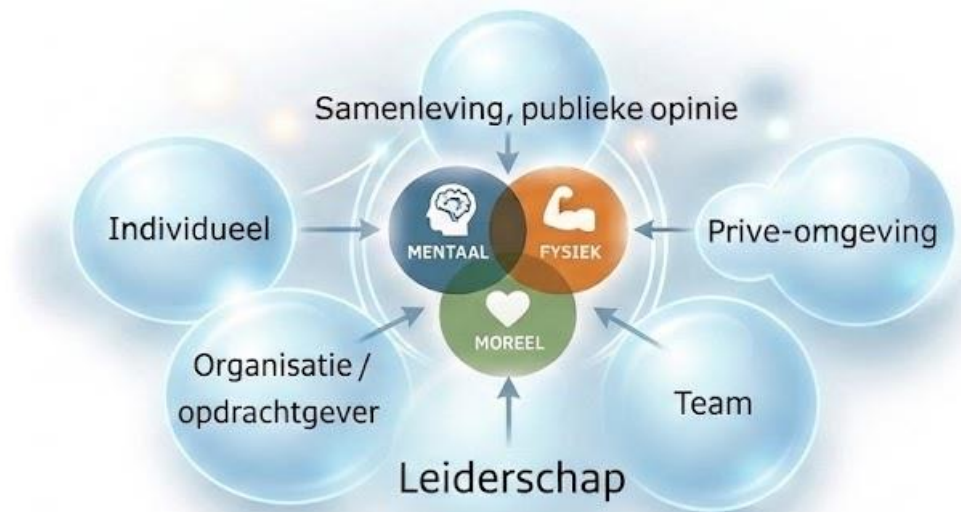 Samenleving, publieke opinie
Individueel
MENTAAL
FYSIEK
Prive-omgeving
MOREEL
Organisatie /
opdrachtgever
Team
Leiderschap